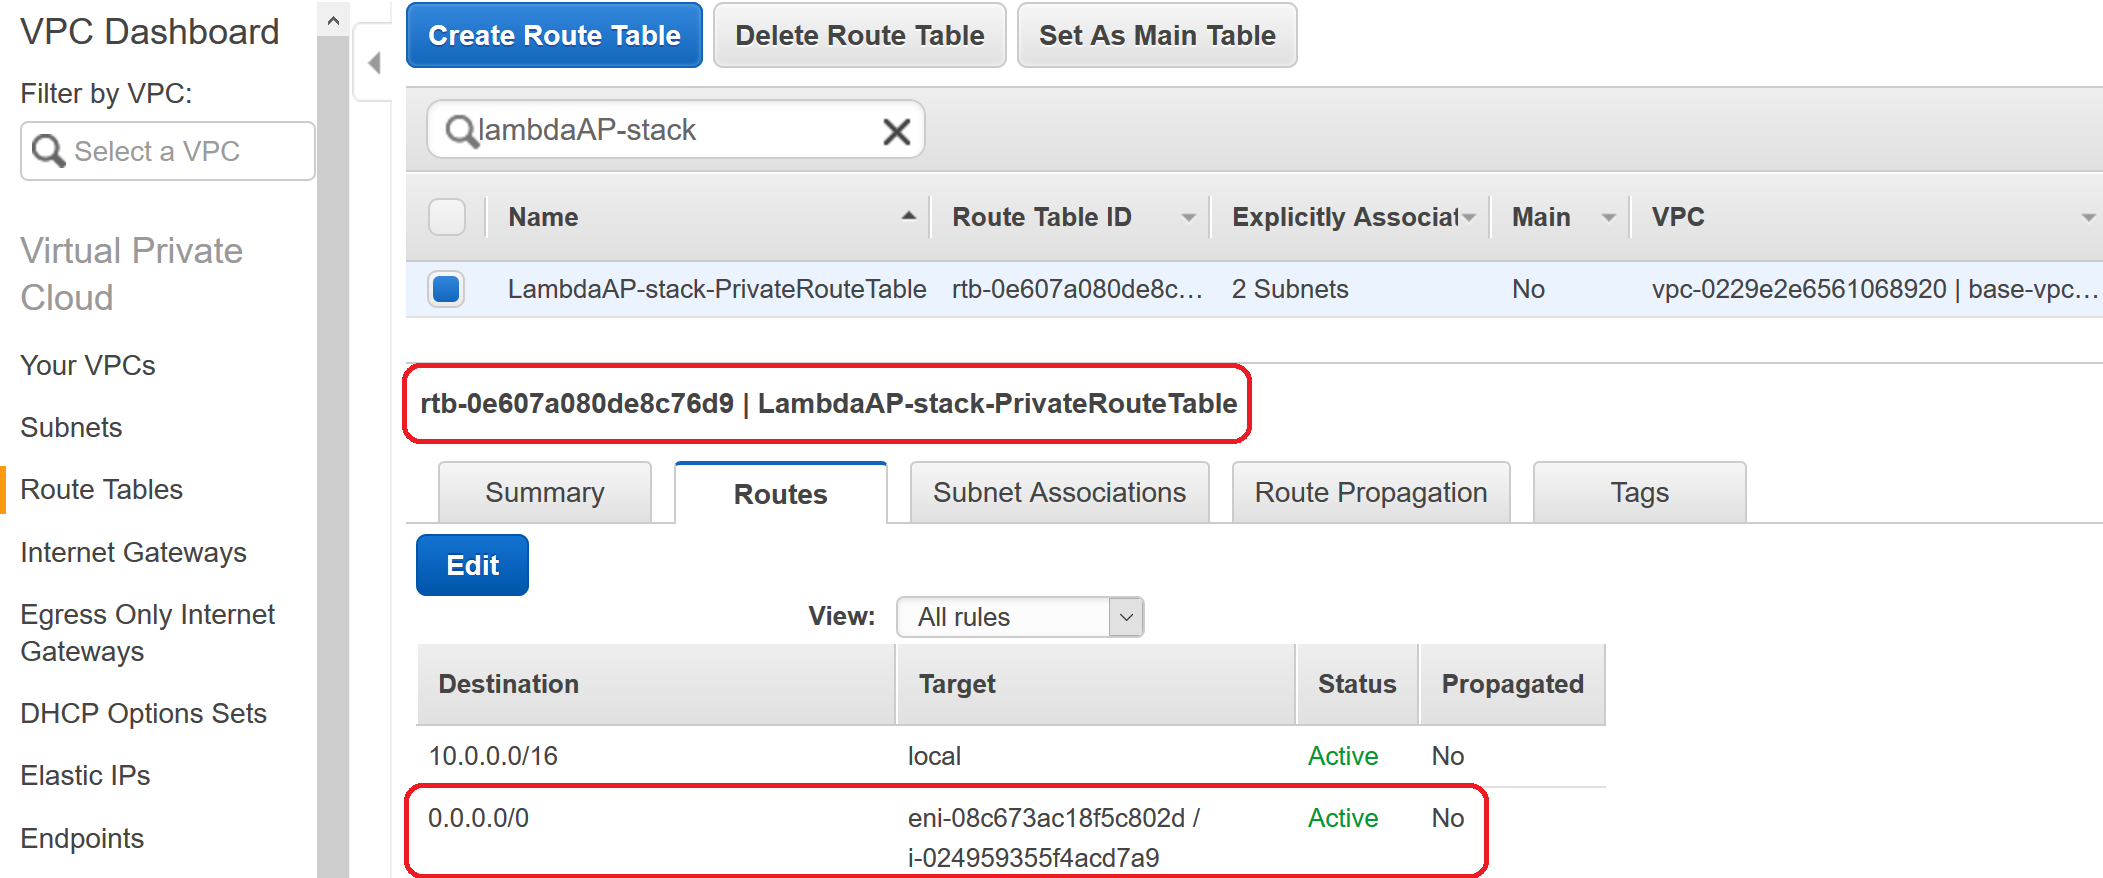 VPC Dashboard
Filter by VPC:
Select a VPC
Virtual Private
Cloud
Your VPCs
Subnets
Route Tables
Internet Gateways
Egress Only Internet
Gateways
DHCP Options Sets
Elastic IPs
Endpoints
Create Route Table Delete Route Table Set As Main Table
lambdaAP-stack
Name Route Table ID Explicitly Associat Main VPC
LambdaAP-stack-PrivateRouteTable rtb-0e607a080de8c... 2 Subnets No vpc-0229e2e6561068920 | base-vpc...
rtb-0e607a080de8c76d9 | LambdaAP-stack-PrivateRouteTable
Summary Routes Subnet Associations Route Propagation Tags
Edit
View: All rules
Destination Target Status Propagated
10.0.0.0/16 local Active No
0.0.0.0/0 eni-08c673ac18f5c802d / Active No
i-024959355f4acd7a9